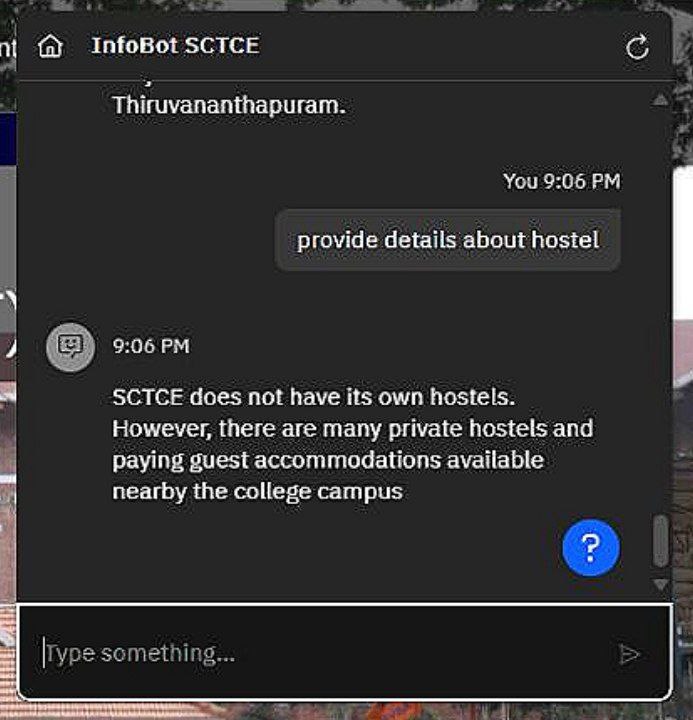 InfoBot SCTCE
Thiruvananthapuram.
You 9:06 PM
provide details about hostel
9:06 PM
SCTCE does not have its own hostels.
However, there are many private hostels and
paying guest accommodations available
nearby the college campus
?
Type something...